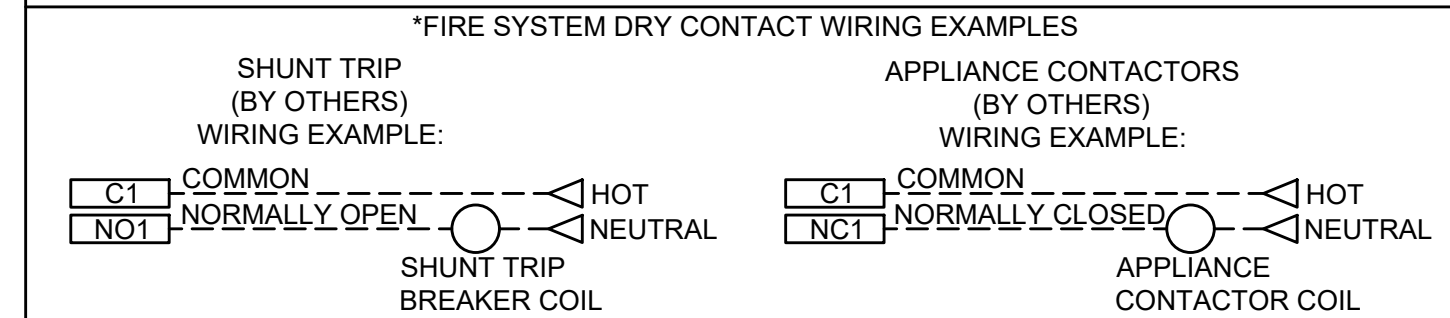 *FIRE SYSTEM DRY CONTACT WIRING EXAMPLES
SHUNT TRIP
(BY OTHERS)
WIRING EXAMPLE:
C1 COMMON HOT
NO1 NORMALLY OPEN NEUTRAL
SHUNT TRIP
BREAKER COIL
APPLIANCE CONTACTORS
(BY OTHERS)
WIRING EXAMPLE:
C1 COMMON HOT
NC1 NORMALLY CLOSED NEUTRAL
APPLIANCE
CONTACTOR COIL